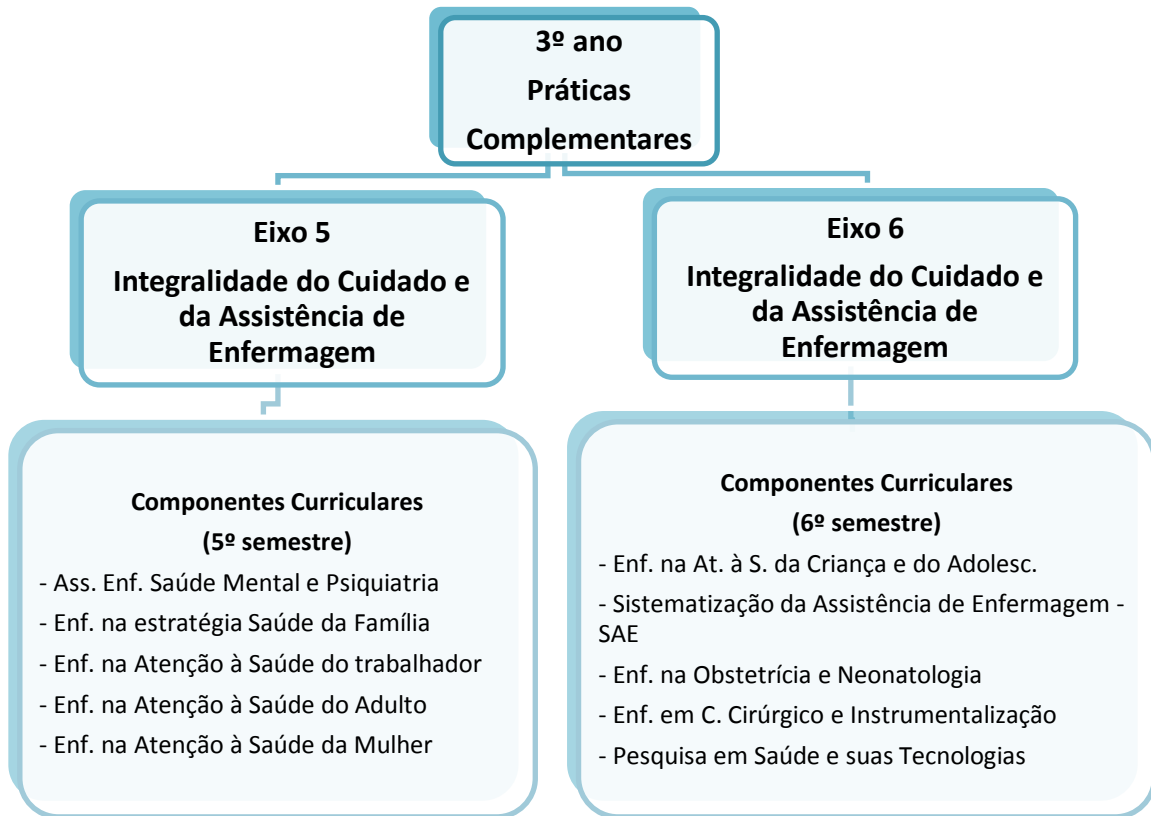 3º ano
Práticas
Complementares
Eixo 5
Integralidade do Cuidado e
da Assistência de
Enfermagem
Eixo 6
Integralidade do Cuidado e
da Assistência de
Enfermagem
Componentes Curriculares
(5º semestre)
- Ass. Enf. Saúde Mental e Psiquiatria
- Enf. na estratégia Saúde da Família
- Enf. na Atenção à Saúde do trabalhador
- Enf. na Atenção à Saúde do Adulto
- Enf. na Atenção à Saúde da Mulher
Componentes Curriculares
(6º semestre)
- Enf. na At. à S. da Criança e do Adolesc.
- Sistematização da Assistência de Enfermagem -
SAE
- Enf. na Obstetrícia e Neonatologia
- Enf. em C. Cirúrgico e Instrumentalização
- Pesquisa em Saúde e suas Tecnologias